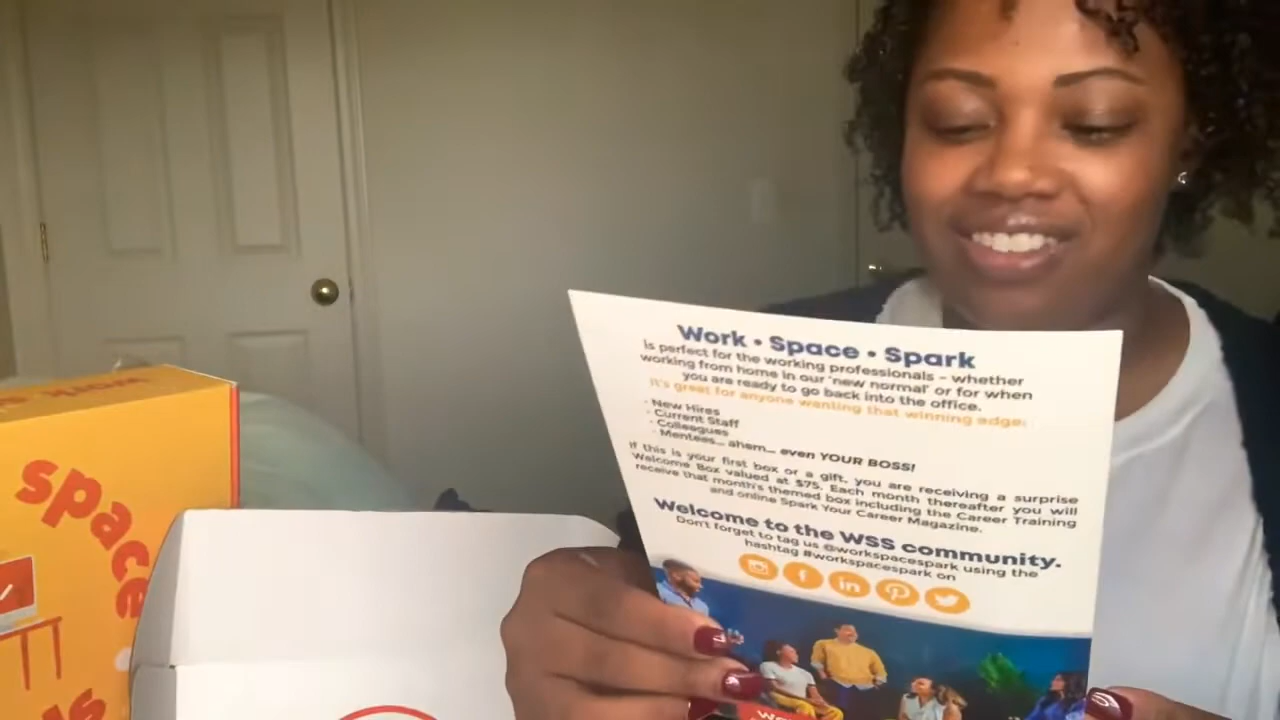 Work • Space • Spark
is perfect for the working professionals - whether
working from home in our 'new normal' or for when
you are ready to go back into the office.
It's great for anyone wanting that winning edge:
- New Hires
- Current Staff
- Colleagues
- Mentees... ahem... even YOUR BOSS!
If this is your first box or a gift, you are receiving a surprise
Welcome Box valued at $75. Each month thereafter you will
receive that month's themed box including the Career Training
and online Spark Your Career Magazine.
Welcome to the WSS community.
Don't forget to tag us @workspacespark using the
hashtag #workspacespark on
f
in
space